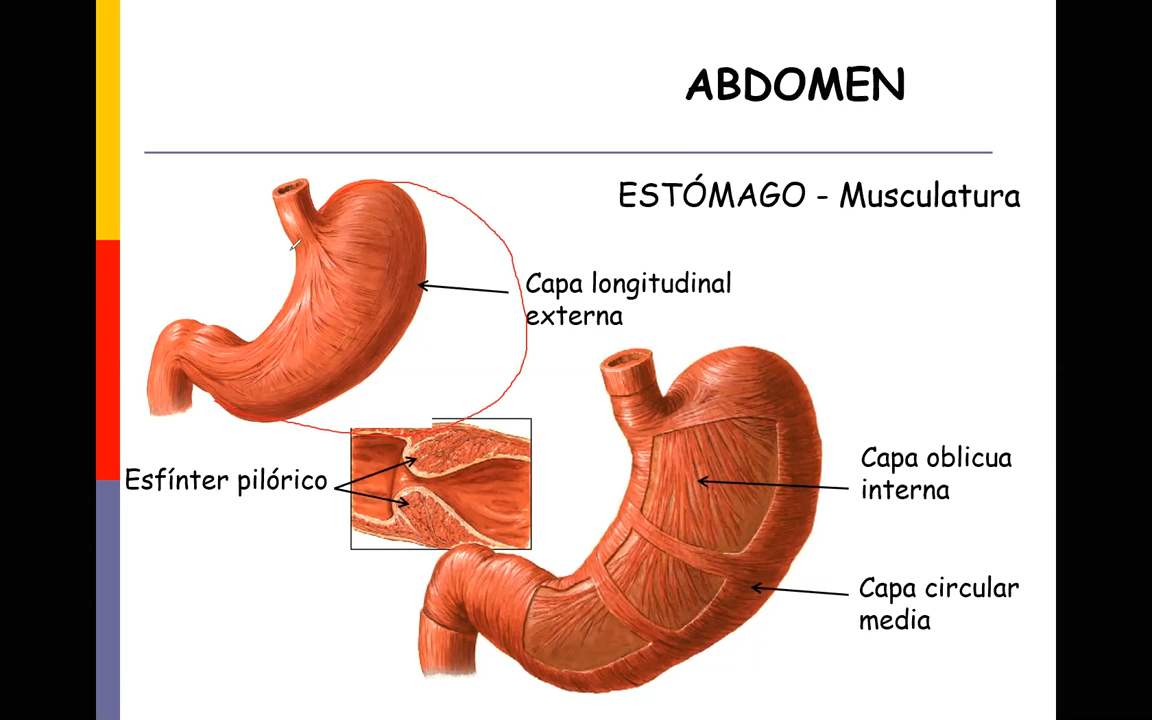 ABDOMEN
ESTÓMAGO - Musculatura
Capa longitudinal
externa
Esfínter pilórico
Capa oblicua
interna
Capa circular
media